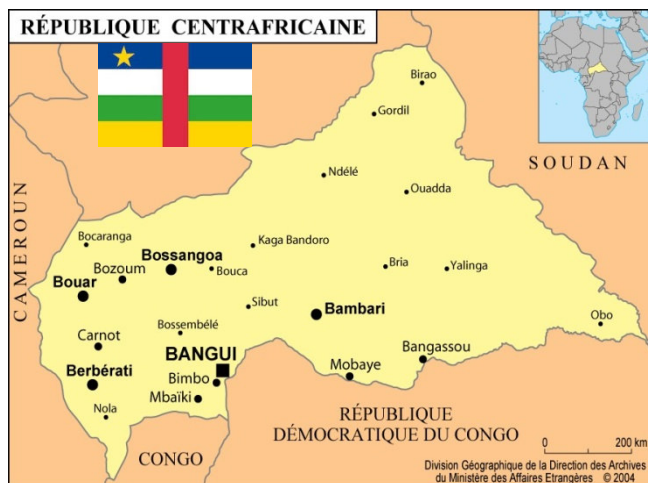 RÉPUBLIQUE CENTRAFRICAINE
Birao
Gordil
SOUDAN
Ndélé
Ouadda
CAMEROUN
Bocaranga
Kaga Bandoro
Bossangoa
Bozoum
Bouca
Bria
Yalinga
Bouar
Sibut
Bambari
Obo
Bossembélé
Carnot
BANGUI
Bangassou
Berbérati
Bimbo
Mobaye
Mbaïki
Nola
RÉPUBLIQUE
DÉMOCRATIQUE DU CONGO
CONGO
0 200 km
Division Géographique de la Direction des Archives
du Ministère des Affaires Etrangères © 2004